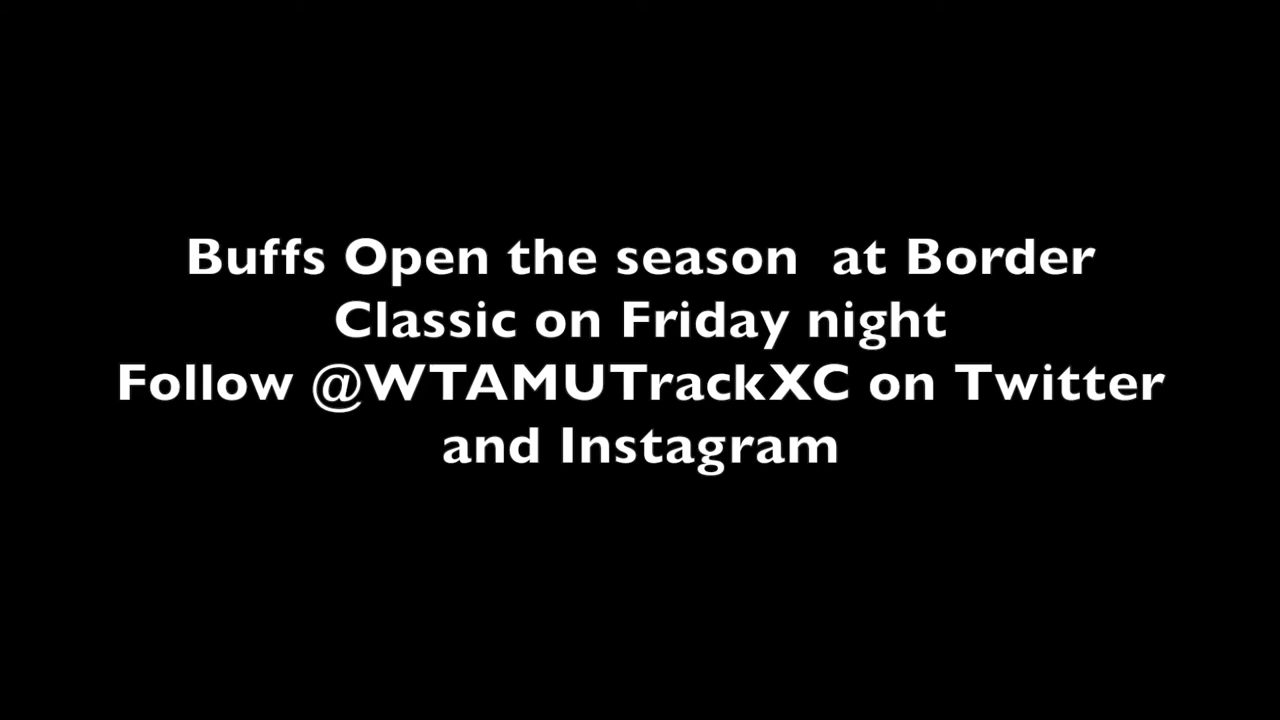 Buffs Open the season  at Border
Classic on Friday night
Follow @WTAMUTrackXC on Twitter
and Instagram